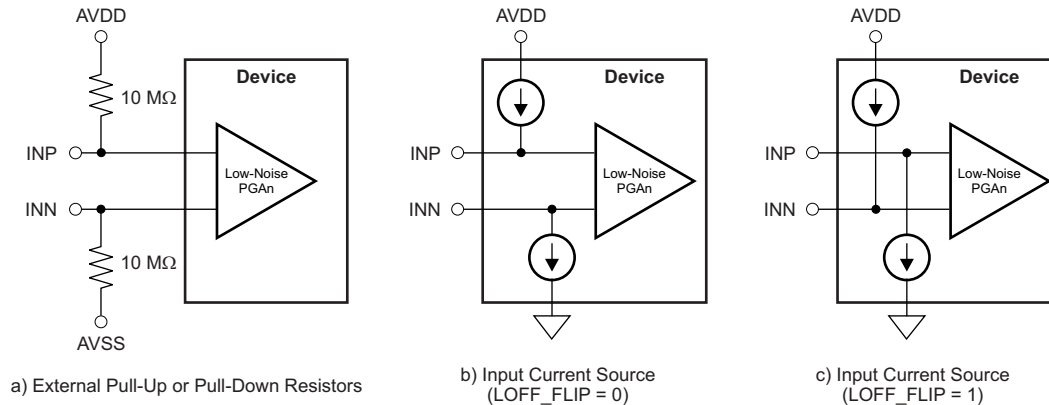 AVDD
Device
10 MΩ
INP
Low-Noise
PGAn
INN
10 MΩ
AVSS
a) External Pull-Up or Pull-Down Resistors
AVDD
Device
INP
Low-Noise
PGAn
INN
b) Input Current Source
(LOFF_FLIP = 0)
AVDD
Device
INP
Low-Noise
PGAn
INN
c) Input Current Source
(LOFF_FLIP = 1)